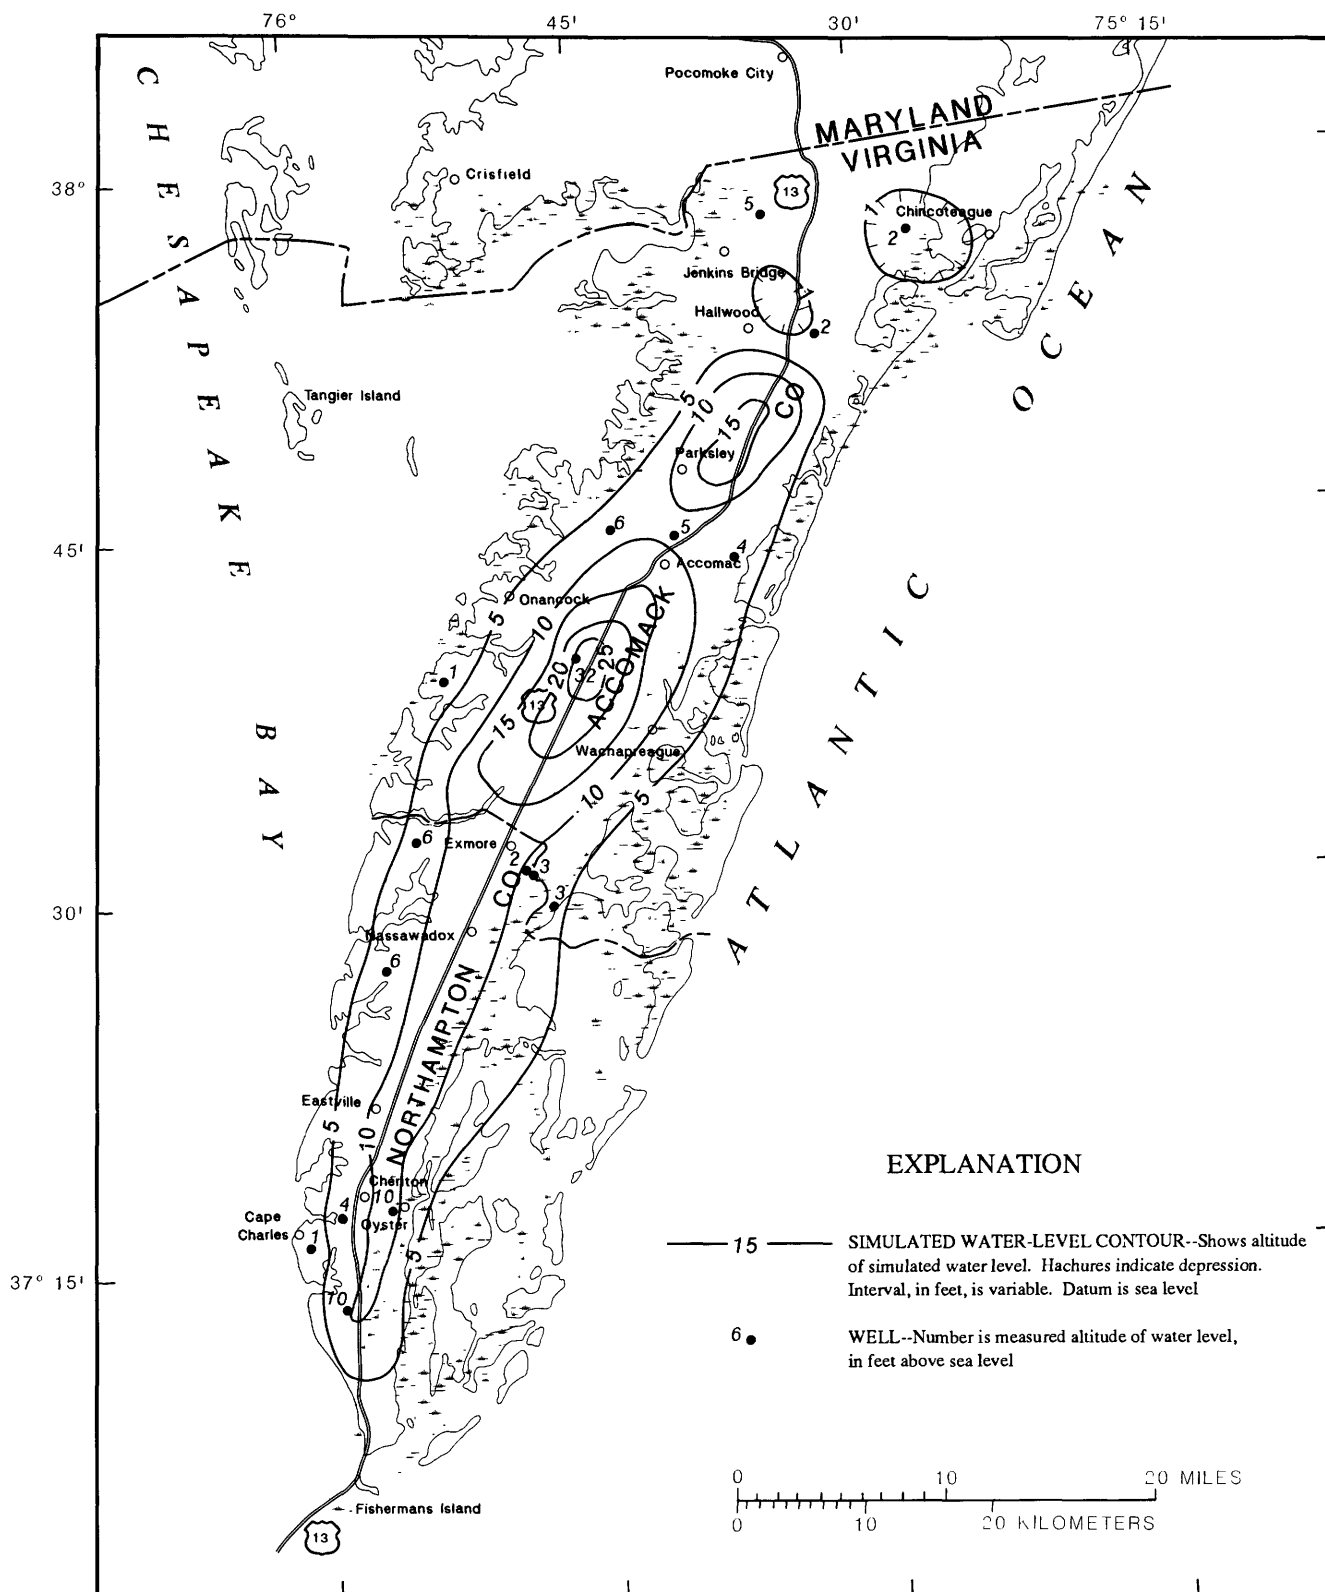 76° 45' 30' 75° 15'
Pocomoke City
MARYLAND
VIRGINIA
Crisfield
38°
13
5
1
Chincoteague
2
Jenkins Bridge
1
Hallwood
2
CHESAPEAKE BAY
ATLANTIC OCEAN
Tangier Island
5
10
15
CO
Parksley
6
5
4
45'
Accomac
Onancock
5
10
ACCOMACK
1
20
32
25
13
15
Wachapreague
10
5
6
Exmore
2
3
CO
3
30'
Nassawadox
6
NORTHAMPTON
Eastville
5
10
Cheriton
10
4
Oyster
Cape
Charles
1
5
37° 15'
10
EXPLANATION
15 SIMULATED WATER-LEVEL CONTOUR--Shows altitude
of simulated water level. Hachures indicate depression.
Interval, in feet, is variable. Datum is sea level
6 WELL--Number is measured altitude of water level,
in feet above sea level
0 10 20 MILES
0 10 20 KILOMETERS
Fishermans Island
13